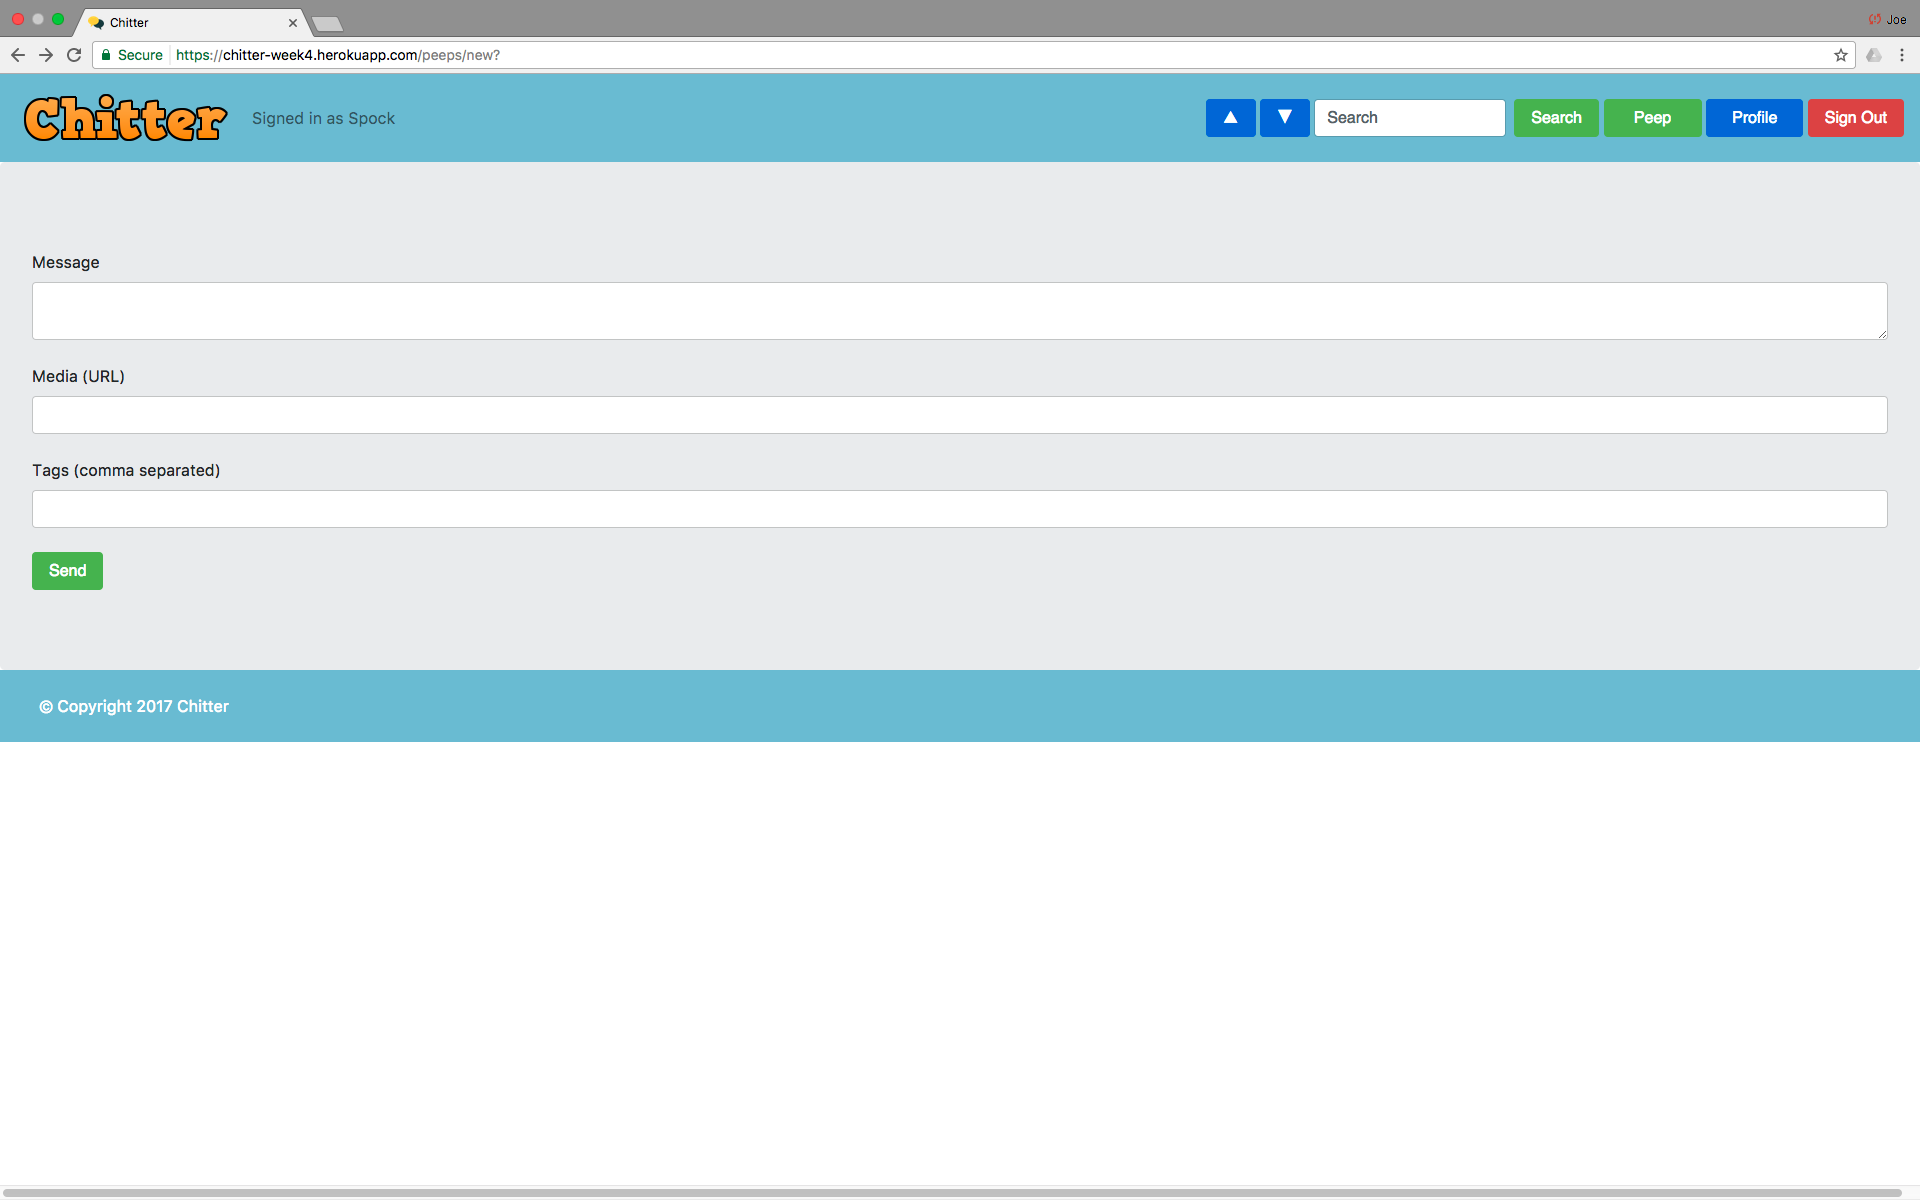 Chitter
Joe
Secure https://chitter-week4.herokuapp.com/peeps/new?
Chitter Signed in as Spock ▲ ▼ Search Search Peep Profile Sign Out
Message
Media (URL)
Tags (comma separated)
Send
© Copyright 2017 Chitter